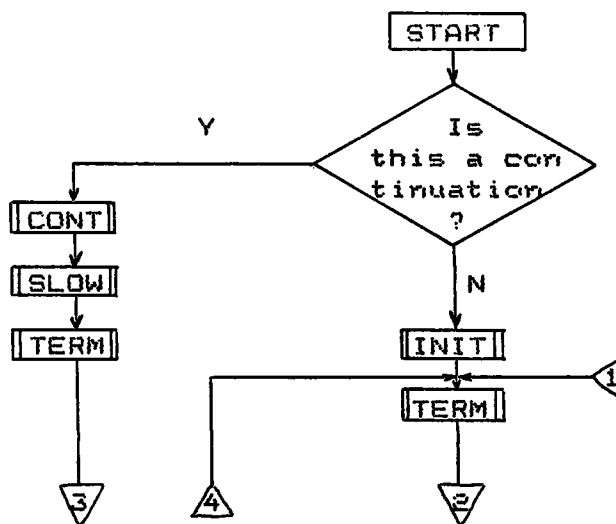 START
Y
Is
this a con
tinuation
?
CONT
SLOW
N
TERM
INIT
1
TERM
3
4
2